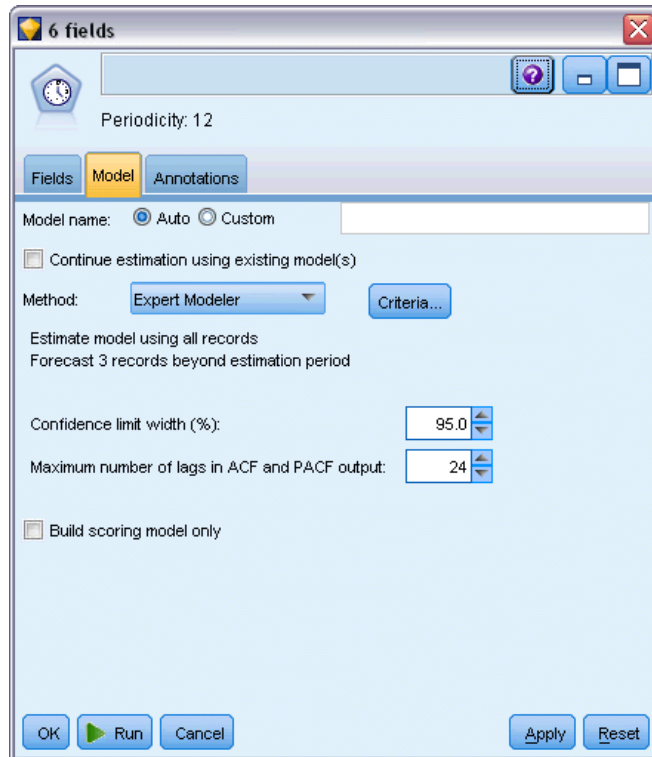 6 fields
Periodicity: 12
Fields Model Annotations
Model name: Auto Custom
Continue estimation using existing model(s)
Method: Expert Modeler Criteria...
Estimate model using all records
Forecast 3 records beyond estimation period
Confidence limit width (%): 95.0
Maximum number of lags in ACF and PACF output: 24
Build scoring model only
OK Run Cancel Apply Reset